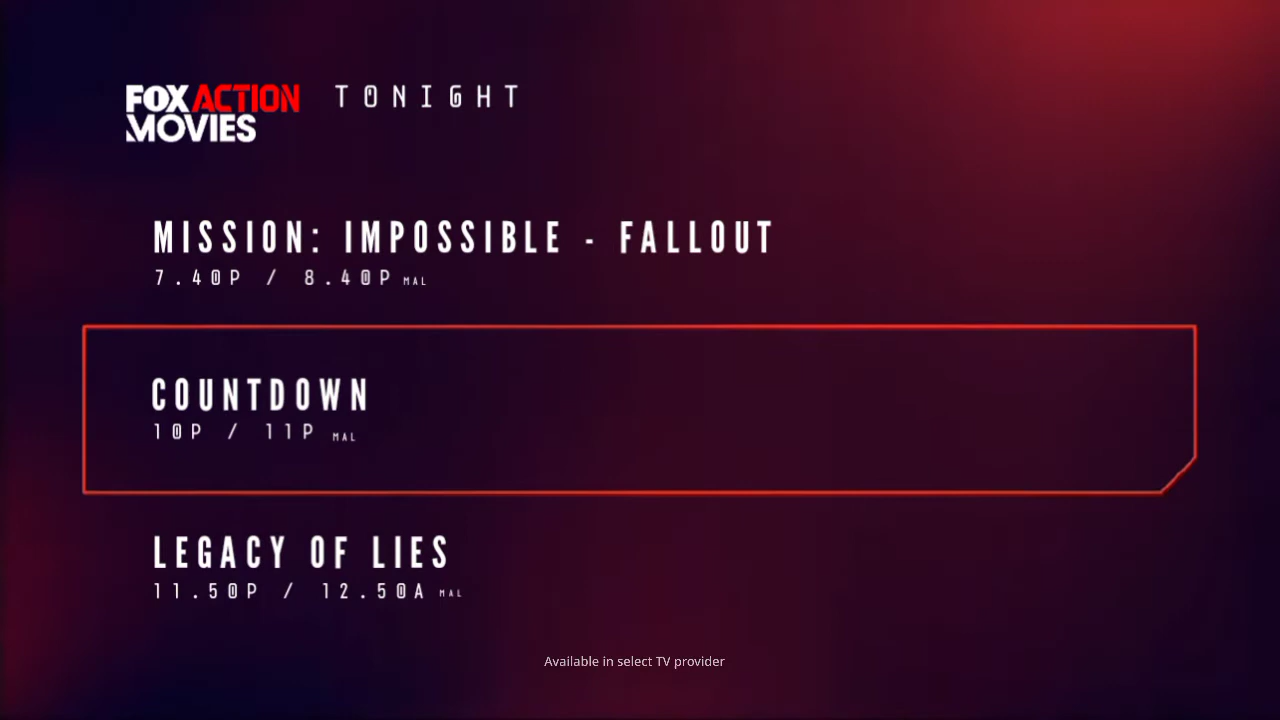 FOX ACTION MOVIES TONIGHT
MISSION: IMPOSSIBLE - FALLOUT
7.40P / 8.40P MAL
COUNTDOWN
10P / 11P MAL
LEGACY OF LIES
11.50P / 12.50A MAL
Available in select TV provider